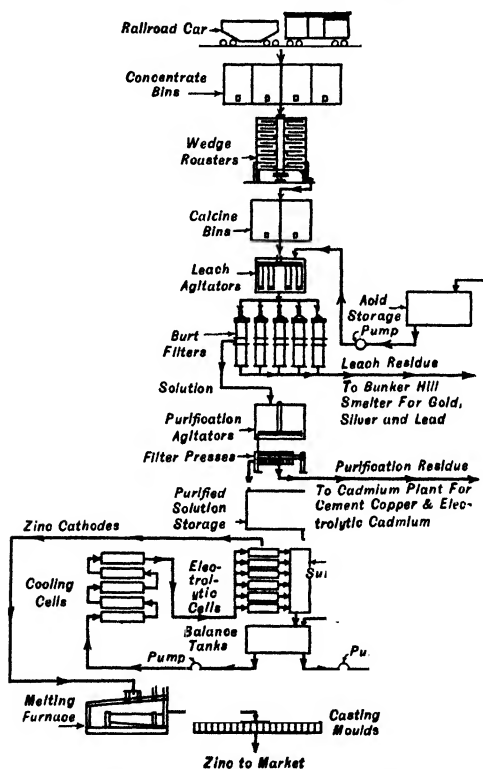 Railroad Car
Concentrate
Bins
Wedge
Roasters
Calcine
Bins
Leach
Agitators
Acid
Storage
Pump
Burt
Filters
Leach Residue
Solution
To Bunker Hill
Smelter For Gold,
Silver and Lead
Purification
Agitators
Filter Presses
Purification Residue
Purified
Solution
Storage
To Cadmium Plant For
Cement Copper & Elec-
trolytic Cadmium
Zinc Cathodes
Cooling
Cells
Elec-
trolytic
Cells
Balance
Tanks
Pump
Melting
Furnace
Casting
Moulds
Zinc to Market